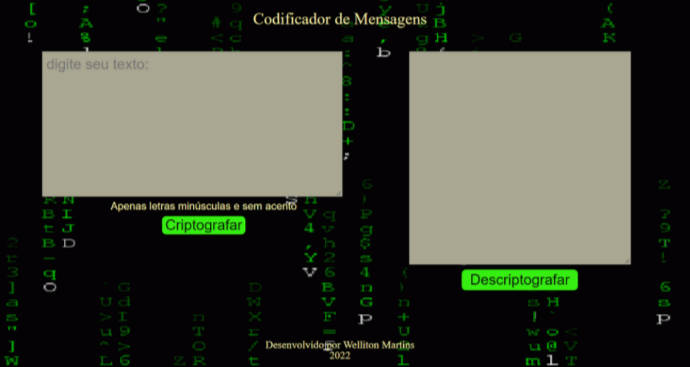 Codificador de Mensagens
digite seu texto:
Apenas letras minúsculas e sem acento
Criptografar
Descriptografar
Desenvolvido por Welliton Martins
2022